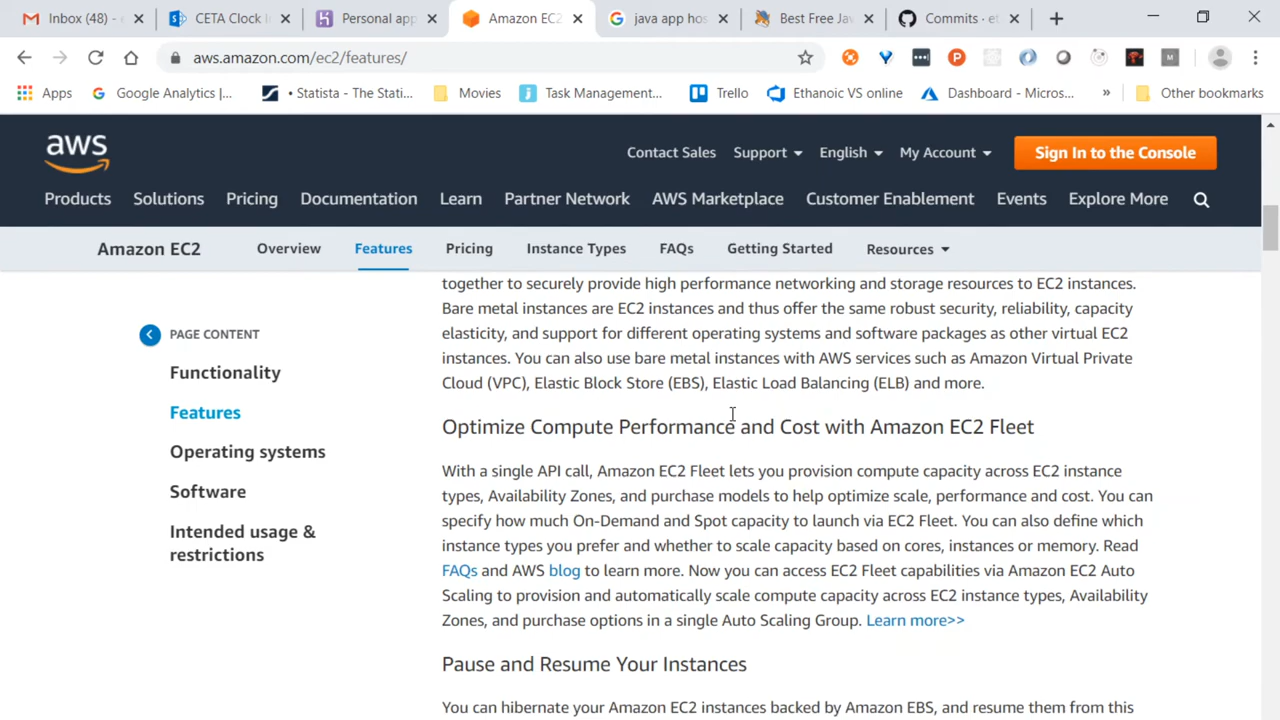 Inbox (48) - e
CETA Clock I
Personal app
Amazon EC2
java app hos
Best Free Jav
Commits · et
aws.amazon.com/ec2/features/
Apps
Google Analytics |...
• Statista - The Stati...
Movies
Task Management...
Trello
Ethanoic VS online
Dashboard - Micros...
»
Other bookmarks
aws
Contact Sales
Support
English
My Account
Sign In to the Console
Products
Solutions
Pricing
Documentation
Learn
Partner Network
AWS Marketplace
Customer Enablement
Events
Explore More
Amazon EC2
Overview
Features
Pricing
Instance Types
FAQs
Getting Started
Resources
PAGE CONTENT
Functionality
Features
Operating systems
Software
Intended usage &
restrictions
together to securely provide high performance networking and storage resources to EC2 instances.
Bare metal instances are EC2 instances and thus offer the same robust security, reliability, capacity
elasticity, and support for different operating systems and software packages as other virtual EC2
instances. You can also use bare metal instances with AWS services such as Amazon Virtual Private
Cloud (VPC), Elastic Block Store (EBS), Elastic Load Balancing (ELB) and more.
Optimize Compute Performance and Cost with Amazon EC2 Fleet
With a single API call, Amazon EC2 Fleet lets you provision compute capacity across EC2 instance
types, Availability Zones, and purchase models to help optimize scale, performance and cost. You can
specify how much On-Demand and Spot capacity to launch via EC2 Fleet. You can also define which
instance types you prefer and whether to scale capacity based on cores, instances or memory. Read
FAQs and AWS blog to learn more. Now you can access EC2 Fleet capabilities via Amazon EC2 Auto
Scaling to provision and automatically scale compute capacity across EC2 instance types, Availability
Zones, and purchase options in a single Auto Scaling Group. Learn more>>
Pause and Resume Your Instances
You can hibernate your Amazon EC2 instances backed by Amazon EBS, and resume them from this